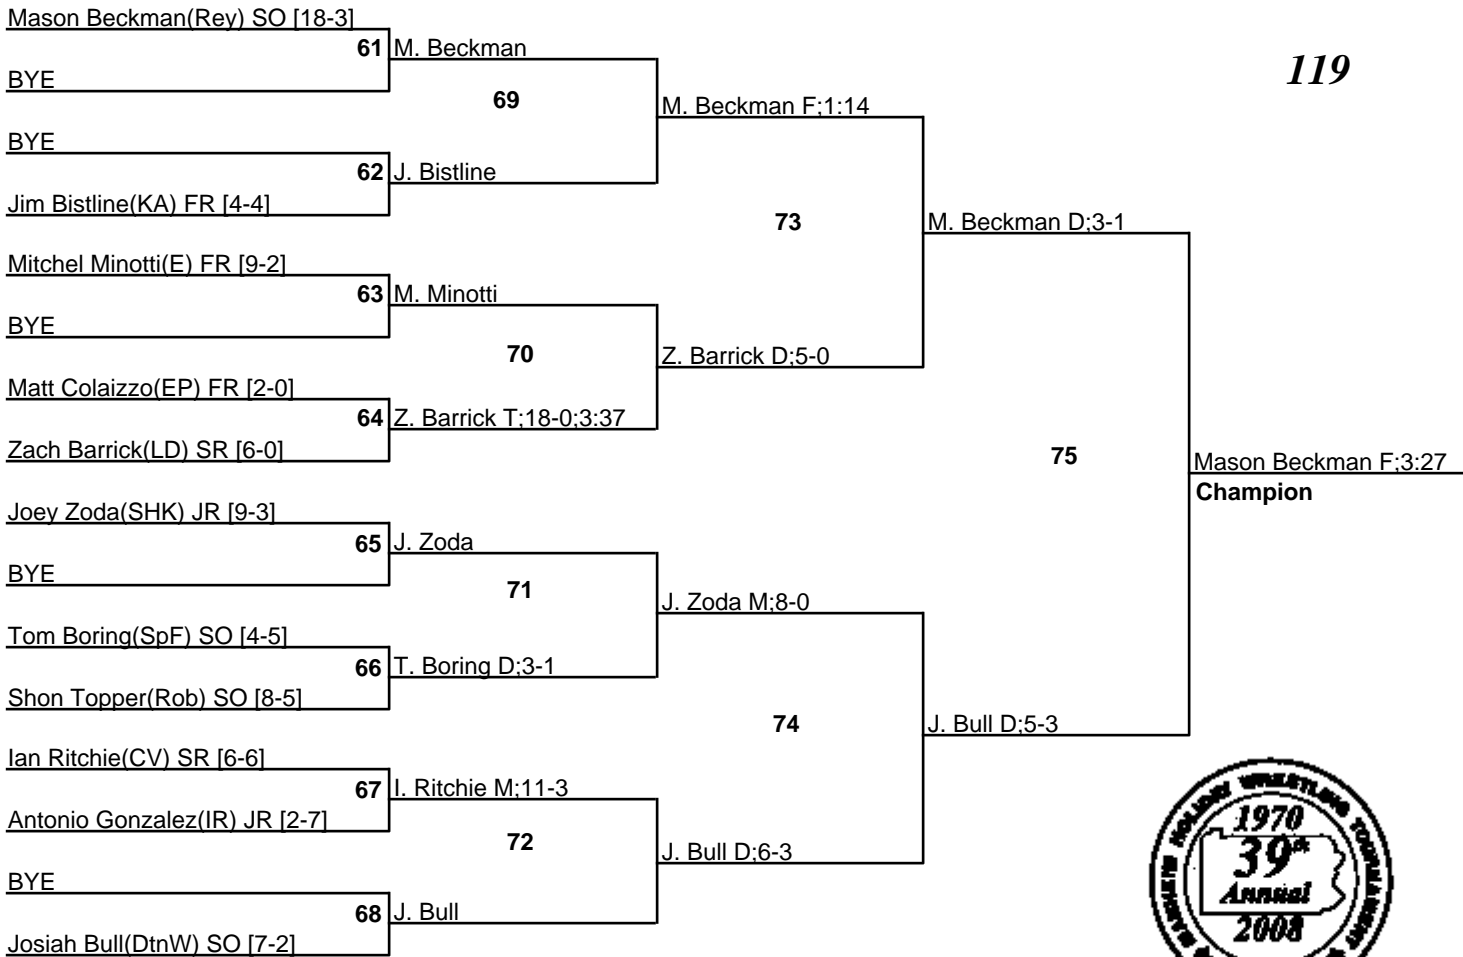 Mason Beckman(Rey) SO [18-3]
61 M. Beckman
BYE
119
69
M. Beckman F;1:14
BYE
62 J. Bistline
Jim Bistline(KA) FR [4-4]
73
M. Beckman D;3-1
Mitchel Minotti(E) FR [9-2]
63 M. Minotti
BYE
70
Z. Barrick D;5-0
Matt Colaizzo(EP) FR [2-0]
64 Z. Barrick T;18-0;3:37
Zach Barrick(LD) SR [6-0]
75
Mason Beckman F;3:27
Champion
Joey Zoda(SHK) JR [9-3]
65 J. Zoda
BYE
71
J. Zoda M;8-0
Tom Boring(SpF) SO [4-5]
66 T. Boring D;3-1
Shon Topper(Rob) SO [8-5]
74
J. Bull D;5-3
Ian Ritchie(CV) SR [6-6]
67 I. Ritchie M;11-3
Antonio Gonzalez(IR) JR [2-7]
72
J. Bull D;6-3
BYE
68 J. Bull
Josiah Bull(DtnW) SO [7-2]
HOLIDAY WRESTLING TOURNAMENT
1970
39th
Annual
2008